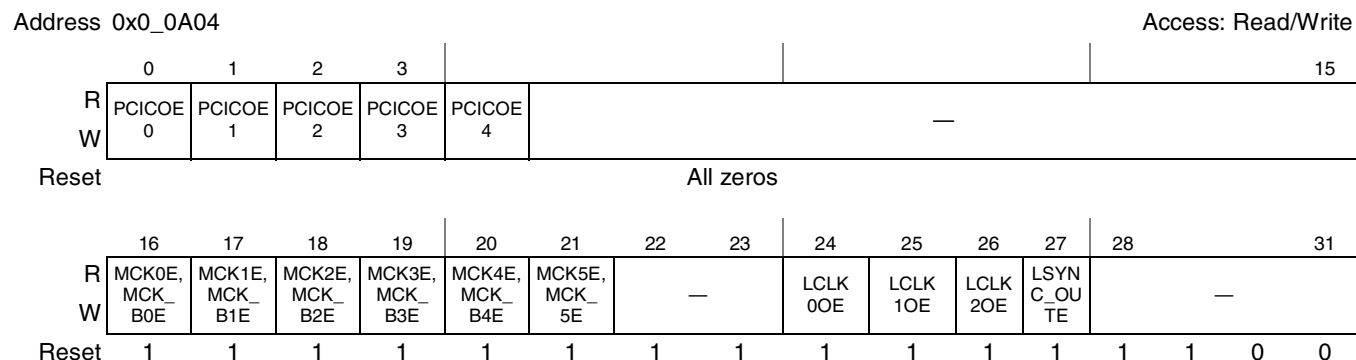 Address 0x0_0A04 Access: Read/Write
0 1 2 3 15
R W PCICOE 0 PCICOE 1 PCICOE 2 PCICOE 3 PCICOE 4 —
Reset All zeros
16 17 18 19 20 21 22 23 24 25 26 27 28 31
R W MCK0E, MCK_ B0E MCK1E, MCK_ B1E MCK2E, MCK_ B2E MCK3E, MCK_ B3E MCK4E, MCK_ B4E MCK5E, MCK_ 5E — LCLK 0OE LCLK 1OE LCLK 2OE LSYN C_OU TE —
Reset 1 1 1 1 1 1 1 1 1 1 1 1 1 1 0 0